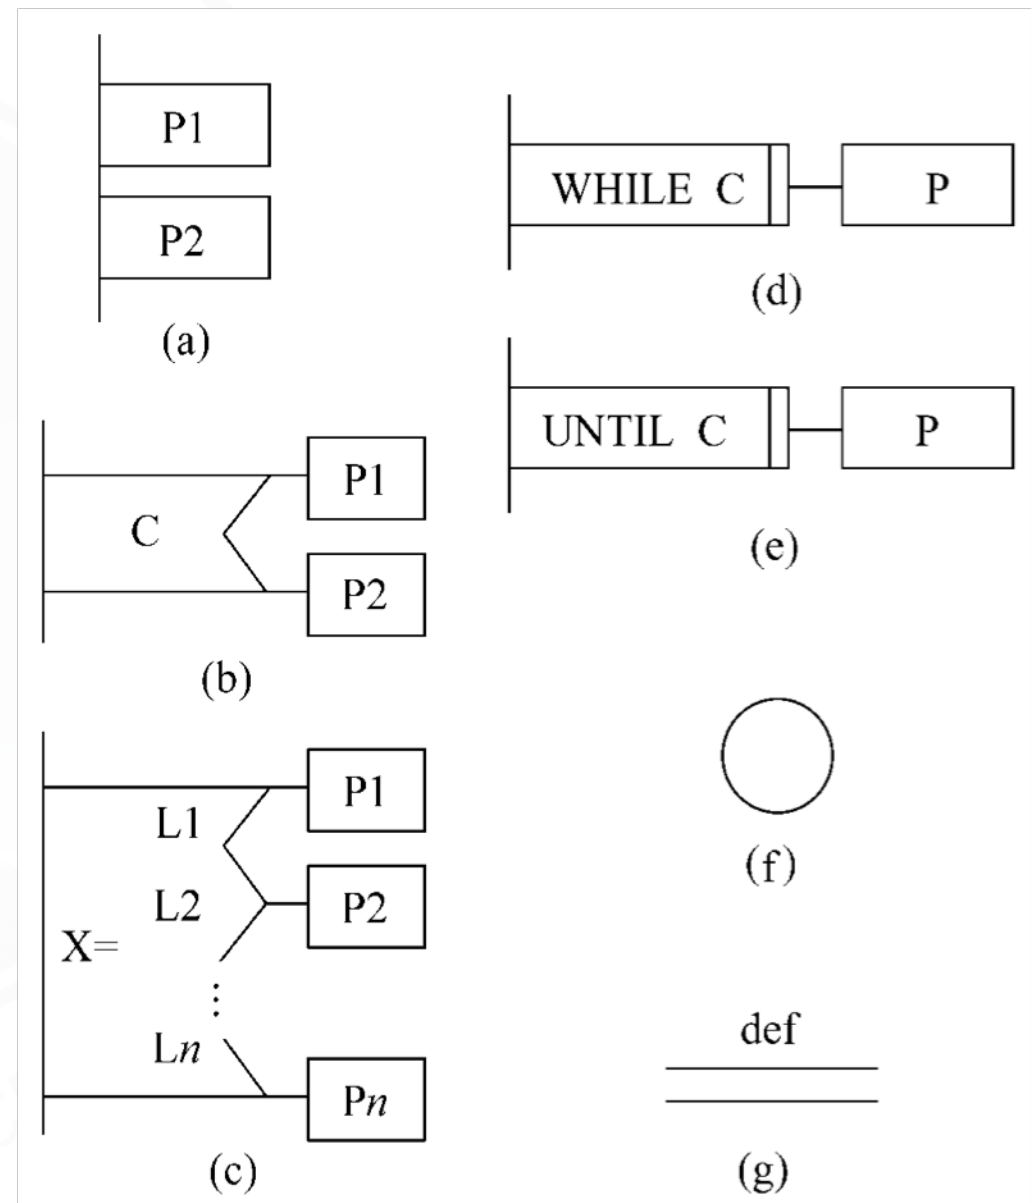 P1
P2
(a)
C
P1
P2
(b)
X=
L1
L2
⋮
Ln
P1
P2
Pn
(c)
WHILE C
P
(d)
UNTIL C
P
(e)
(f)
def
(g)